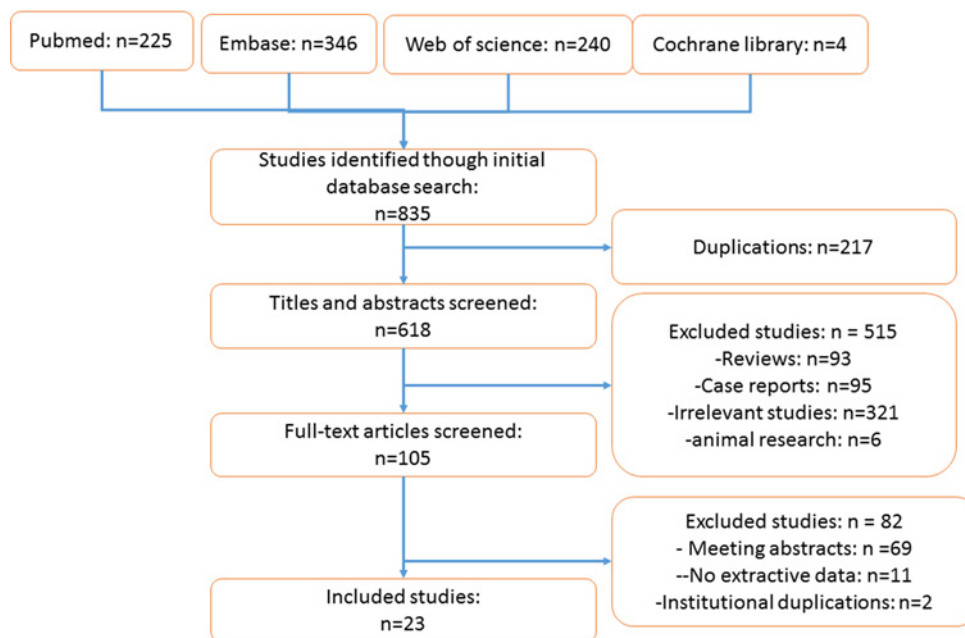 Pubmed: n=225
Embase: n=346
Web of science: n=240
Cochrane library: n=4
Studies identified though initial
database search:
n=835
Duplications: n=217
Titles and abstracts screened:
n=618
Excluded studies: n = 515
-Reviews: n=93
-Case reports: n=95
-Irrelevant studies: n=321
-animal research: n=6
Full-text articles screened:
n=105
Excluded studies: n = 82
- Meeting abstracts: n =69
--No extractive data: n=11
-Institutional duplications: n=2
Included studies:
n=23